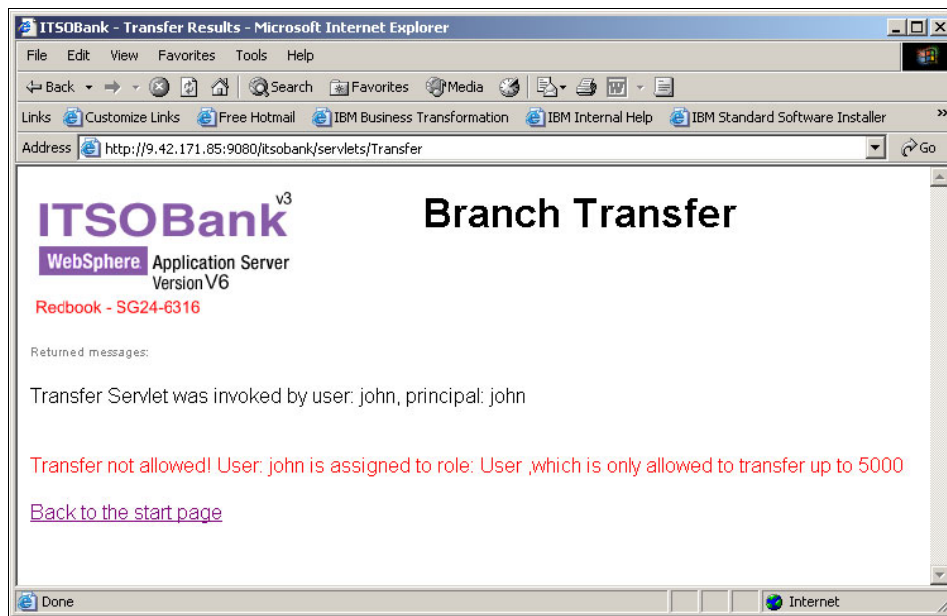 ITSOBank - Transfer Results - Microsoft Internet Explorer
File Edit View Favorites Tools Help
Back Search Favorites Media
Links Customize Links Free Hotmail IBM Business Transformation IBM Internal Help IBM Standard Software Installer »
Address http://9.42.171.85:9080/itsobank/servlets/Transfer Go
ITSOBank v3
Branch Transfer
WebSphere Application Server
Version V6
Redbook - SG24-6316
Returned messages:
Transfer Servlet was invoked by user: john, principal: john
Transfer not allowed! User: john is assigned to role: User ,which is only allowed to transfer up to 5000
Back to the start page
Done Internet